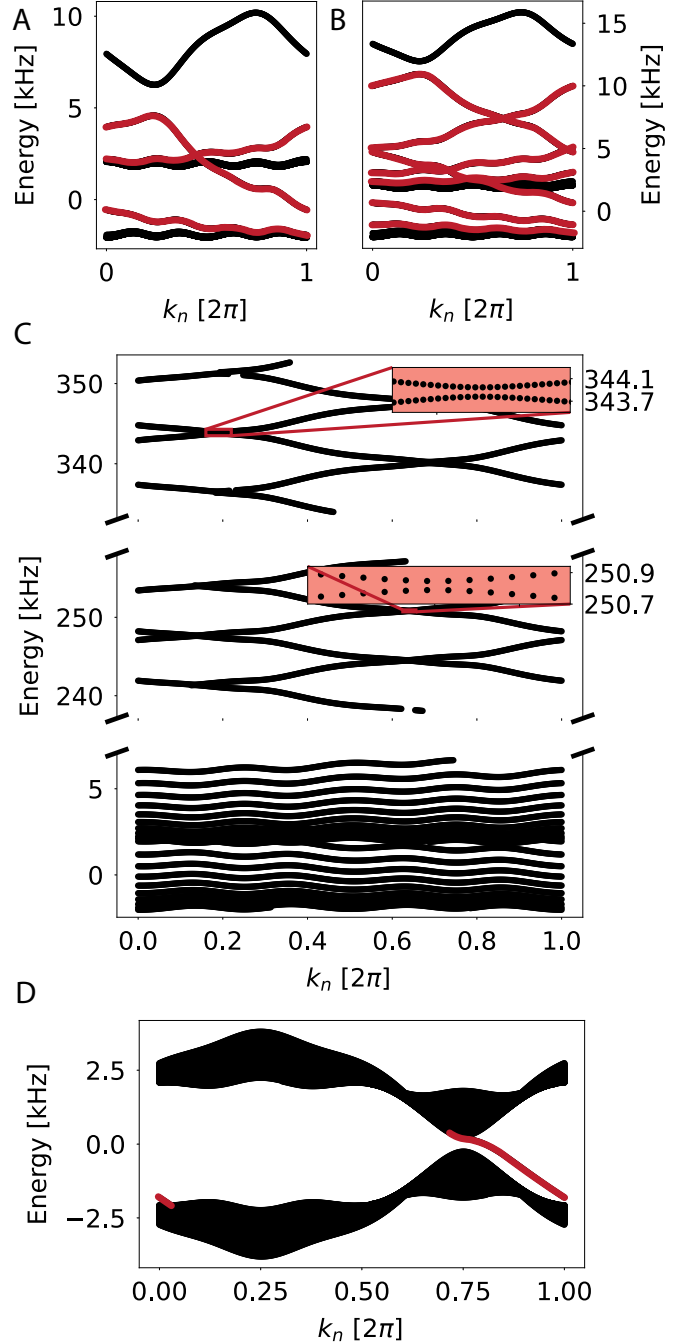 A
B
Energy [kHz]
10
5
0
0
1
k_n [2π]
15
10
5
0
Energy [kHz]
0
1
k_n [2π]
C
Energy [kHz]
350
340
344.1
343.7
250
240
250.9
250.7
5
0
0.0 0.2 0.4 0.6 0.8 1.0
k_n [2π]
D
Energy [kHz]
2.5
0.0
−2.5
0.00 0.25 0.50 0.75 1.00
k_n [2π]